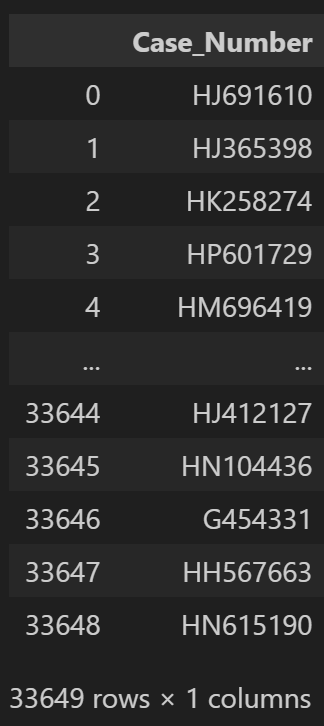 Case_Number
0 HJ691610
1 HJ365398
2 HK258274
3 HP601729
4 HM696419
... ...
33644 HJ412127
33645 HN104436
33646 G454331
33647 HH567663
33648 HN615190
33649 rows × 1 columns